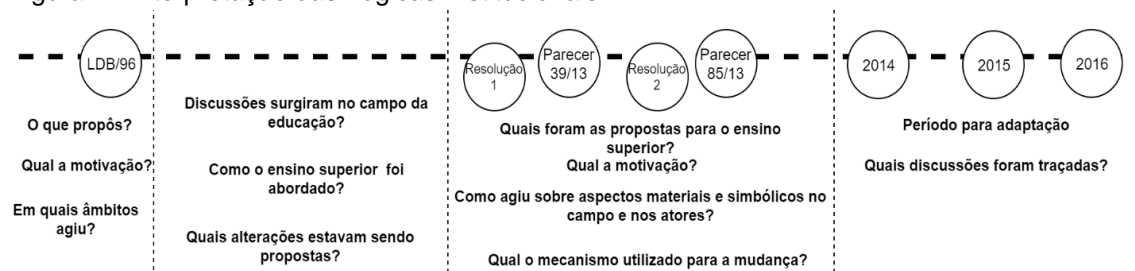 LDB/96
O que propôs?
Qual a motivação?
Em quais âmbitos
agiu?
Discussões surgiram no campo da
educação?
Como o ensino superior foi
abordado?
Quais alterações estavam sendo
propostas?
Resolução
1
Parecer
39/13
Resolução
2
Parecer
85/13
Quais foram as propostas para o ensino
superior?
Qual a motivação?
Como agiu sobre aspectos materiais e simbólicos no
campo e nos atores?
Qual o mecanismo utilizado para a mudança?
2014
2015
2016
Período para adaptação
Quais discussões foram traçadas?